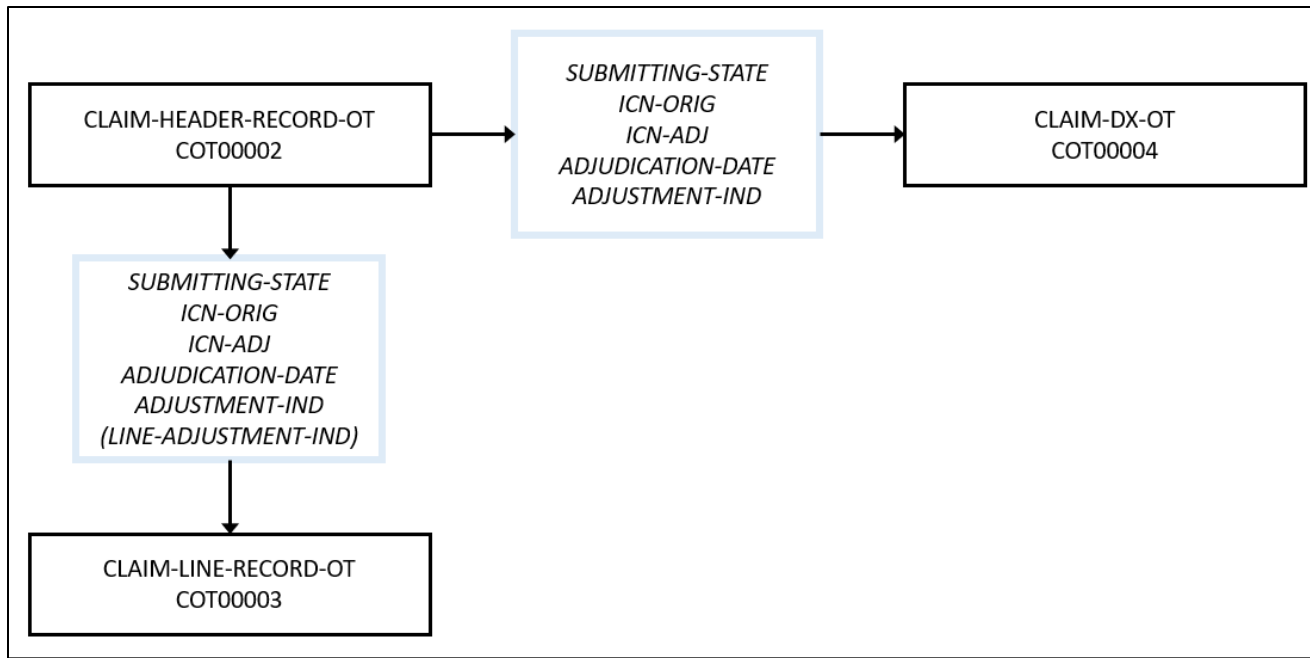 CLAIM-HEADER-RECORD-OT
COT00002
SUBMITTING-STATE
ICN-ORIG
ICN-ADJ
ADJUDICATION-DATE
ADJUSTMENT-IND
CLAIM-DX-OT
COT00004
SUBMITTING-STATE
ICN-ORIG
ICN-ADJ
ADJUDICATION-DATE
ADJUSTMENT-IND
(LINE-ADJUSTMENT-IND)
CLAIM-LINE-RECORD-OT
COT00003